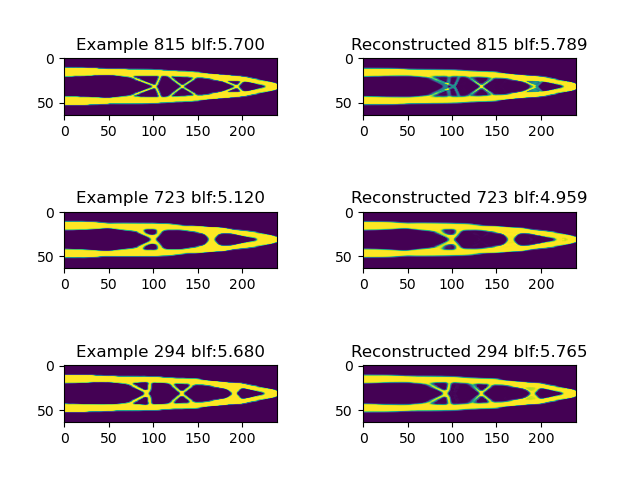 Example 815 blf:5.700
Reconstructed 815 blf:5.789
0
50
0 50 100 150 200
0
50
0 50 100 150 200
Example 723 blf:5.120
Reconstructed 723 blf:4.959
0
50
0 50 100 150 200
0
50
0 50 100 150 200
Example 294 blf:5.680
Reconstructed 294 blf:5.765
0
50
0 50 100 150 200
0
50
0 50 100 150 200